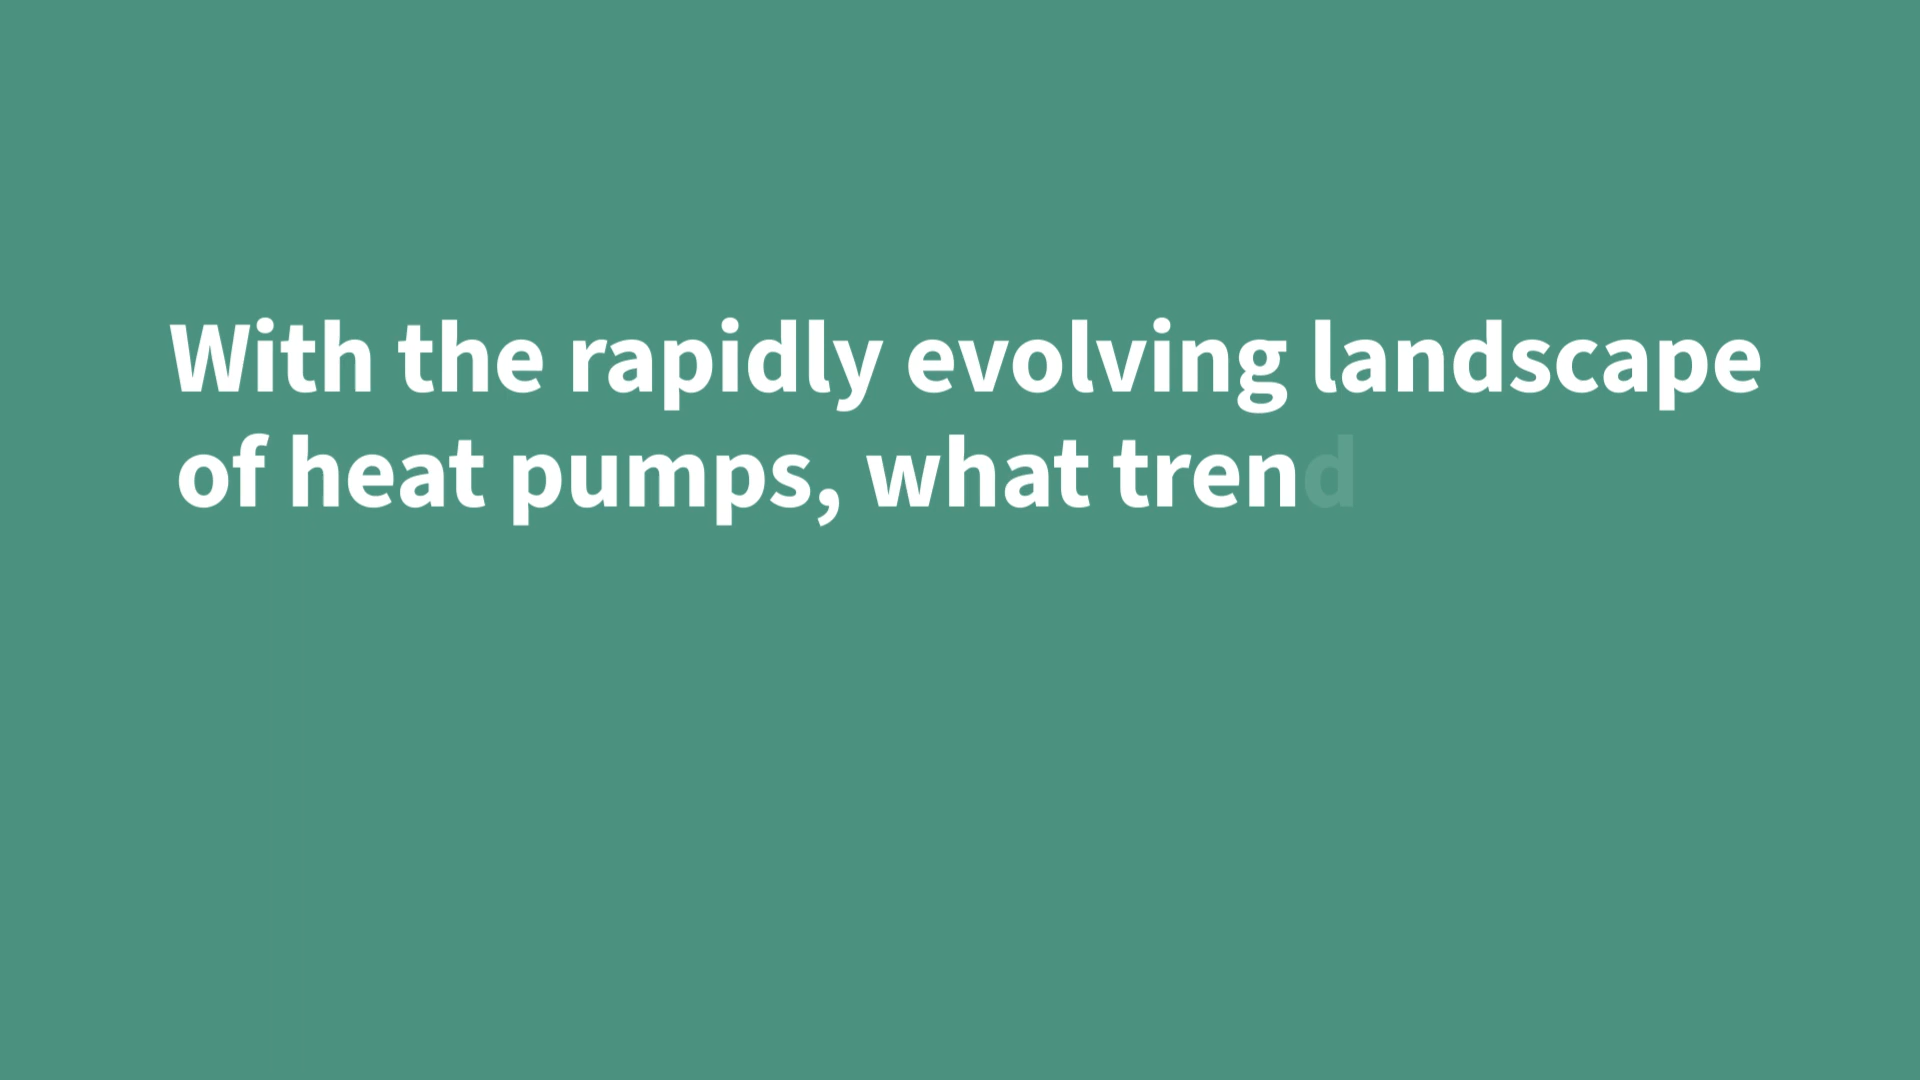 With the rapidly evolving landscape
of heat pumps, what trend